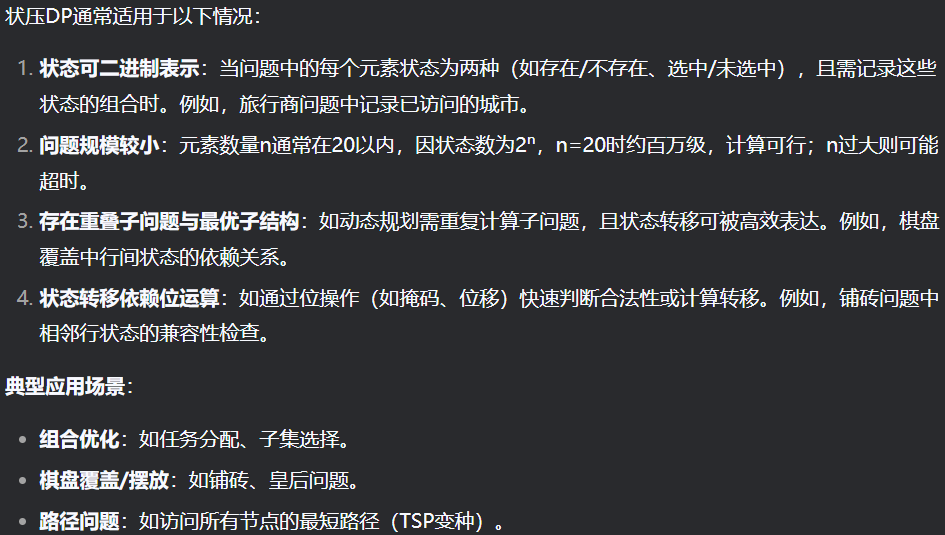 状压DP通常适用于以下情况：
1. 状态可二进制表示：当问题中的每个元素状态为两种（如存在/不存在、选中/未选中），且需记录这些
状态的组合时。例如，旅行商问题中记录已访问的城市。
2. 问题规模较小：元素数量n通常在20以内，因状态数为2ⁿ，n=20时约百万级，计算可行；n过大则可能
超时。
3. 存在重叠子问题与最优子结构：如动态规划需重复计算子问题，且状态转移可被高效表达。例如，棋盘
覆盖中行间状态的依赖关系。
4. 状态转移依赖位运算：如通过位操作（如掩码、位移）快速判断合法性或计算转移。例如，铺砖问题中
相邻行状态的兼容性检查。
典型应用场景：
• 组合优化：如任务分配、子集选择。
• 棋盘覆盖/摆放：如铺砖、皇后问题。
• 路径问题：如访问所有节点的最短路径（TSP变种）。